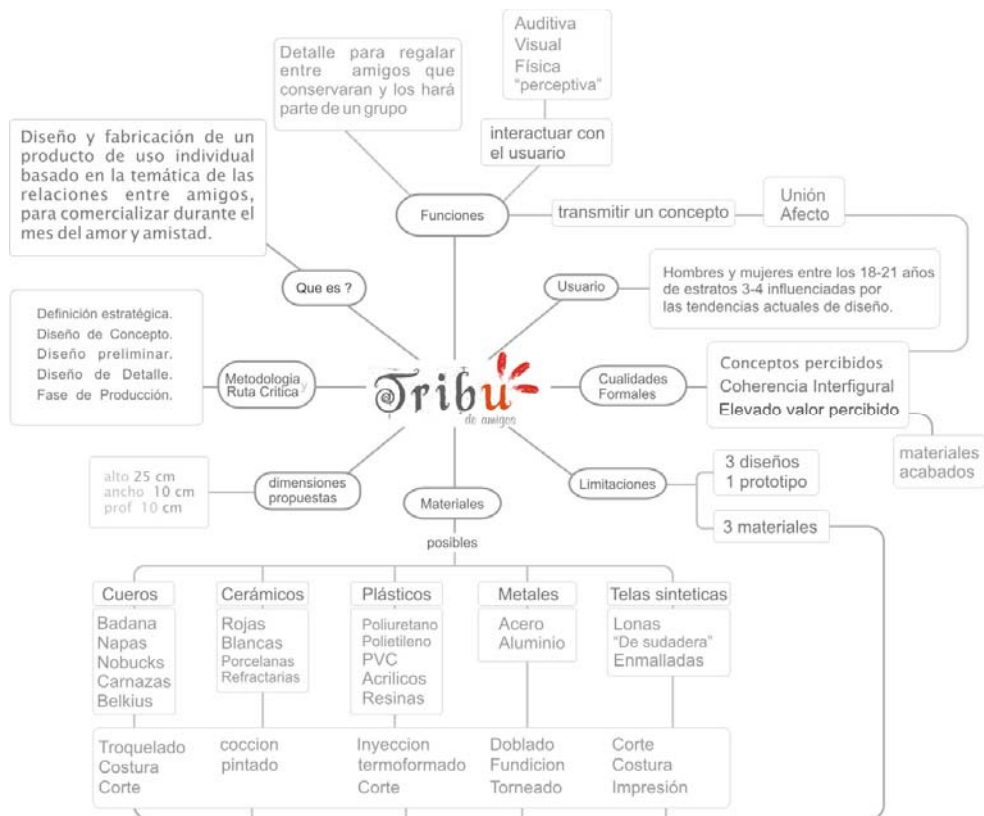 Auditiva
Visual
Física
“perceptiva”
Detalle para regalar
entre amigos que
conservaran y los hará
parte de un grupo
interactuar con
el usuario
Diseño y fabricación de un
producto de uso individual
basado en la temática de las
relaciones entre amigos,
para comercializar durante el
mes del amor y amistad.
Funciones
transmitir un concepto
Unión
Afecto
Que es ?
Usuario
Hombres y mujeres entre los 18-21 años
de estratos 3-4 influenciadas por
las tendencias actuales de diseño.
Definición estratégica.
Diseño de Concepto.
Diseño preliminar.
Diseño de Detalle.
Fase de Producción.
Metodologia y
Ruta Critica
Tribu
de amigos
Cualidades
Formales
Conceptos percibidos
Coherencia Interfigural
Elevado valor percibido
materiales
acabados
alto 25 cm
ancho 10 cm
prof 10 cm
dimensiones
propuestas
Materiales
Limitaciones
3 diseños
1 prototipo
3 materiales
posibles
Cueros
Badana
Napas
Nobucks
Carnazas
Belkius
Troquelado
Costura
Corte
Cerámicos
Rojas
Blancas
Porcelanas
Refractarias
coccion
pintado
Plásticos
Poliuretano
Polietileno
PVC
Acrilicos
Resinas
Inyeccion
termoformado
Corte
Metales
Acero
Aluminio
Doblado
Fundicion
Torneado
Telas sinteticas
Lonas
“De sudadera”
Enmalladas
Corte
Costura
Impresión